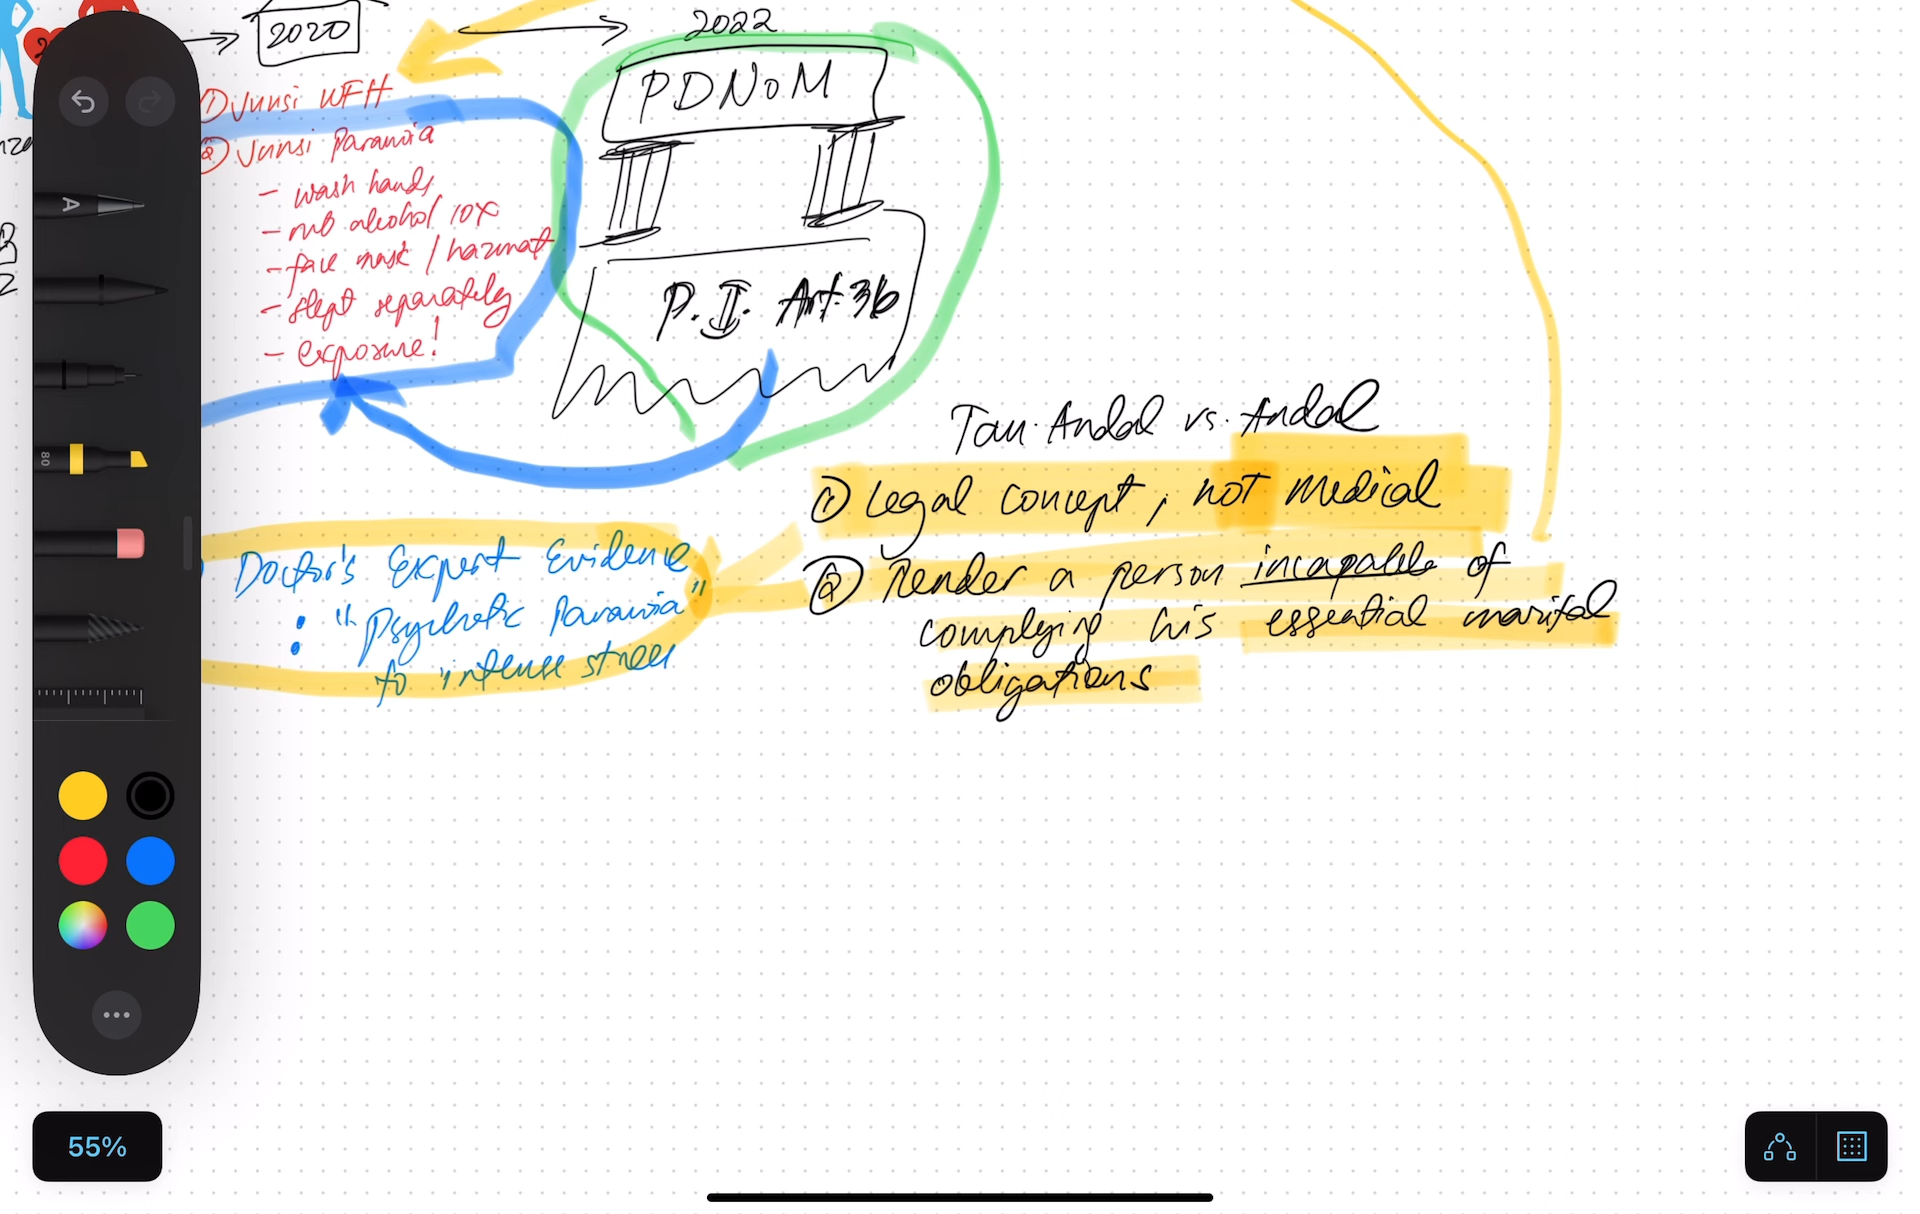 2020
2022
① Junsi WFH
② Junsi Paranoia
- wash hands
- rub alcohol 10x
- face mask / hazmat
- slept separately
- exposure!
PDNoM
P.I. Art. 36
Tan-Andal vs. Andal
① Legal concept, not medical
② Render a person incapable of
complying his essential marital
obligations
Doctor's Expert Evidence
: "Psychotic Paranoia"
to intense stress
A
80
55%